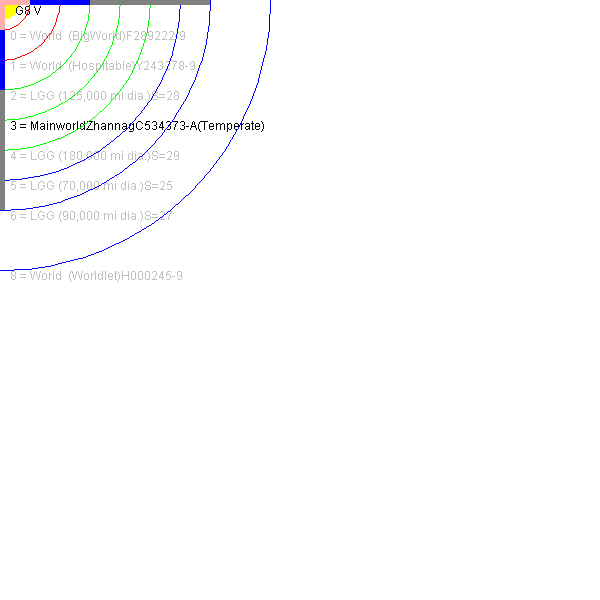 G8 V
0 = World  (BigWorld)F289222-9
1 = World  (Hospitable)Y243278-9
2 = LGG (125,000 mi dia.)S=28
3 = MainworldZhannagC534373-A(Temperate)
4 = LGG (180,000 mi dia.)S=29
5 = LGG (70,000 mi dia.)S=25
6 = LGG (90,000 mi dia.)S=27
8 = World  (Worldlet)H000245-9